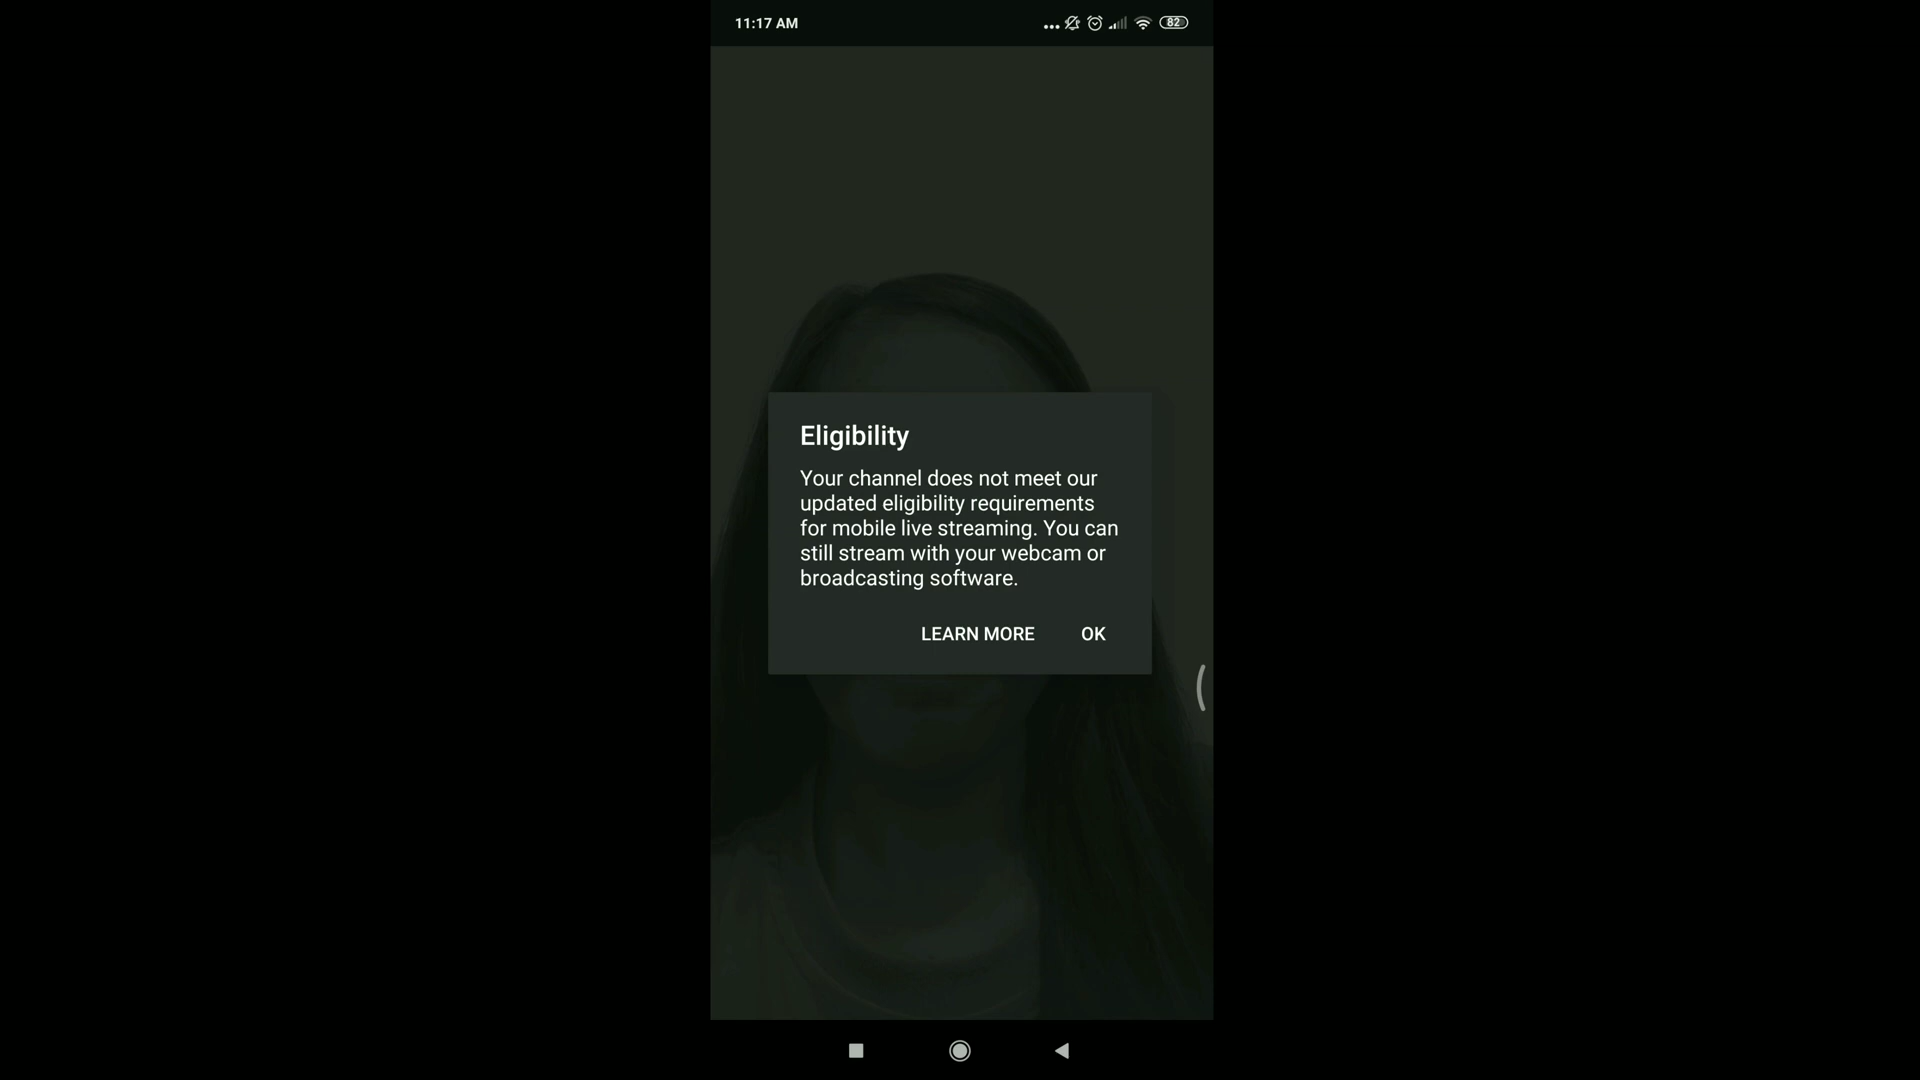 11:17 AM
82
Eligibility
Your channel does not meet our
updated eligibility requirements
for mobile live streaming. You can
still stream with your webcam or
broadcasting software.
LEARN MORE OK